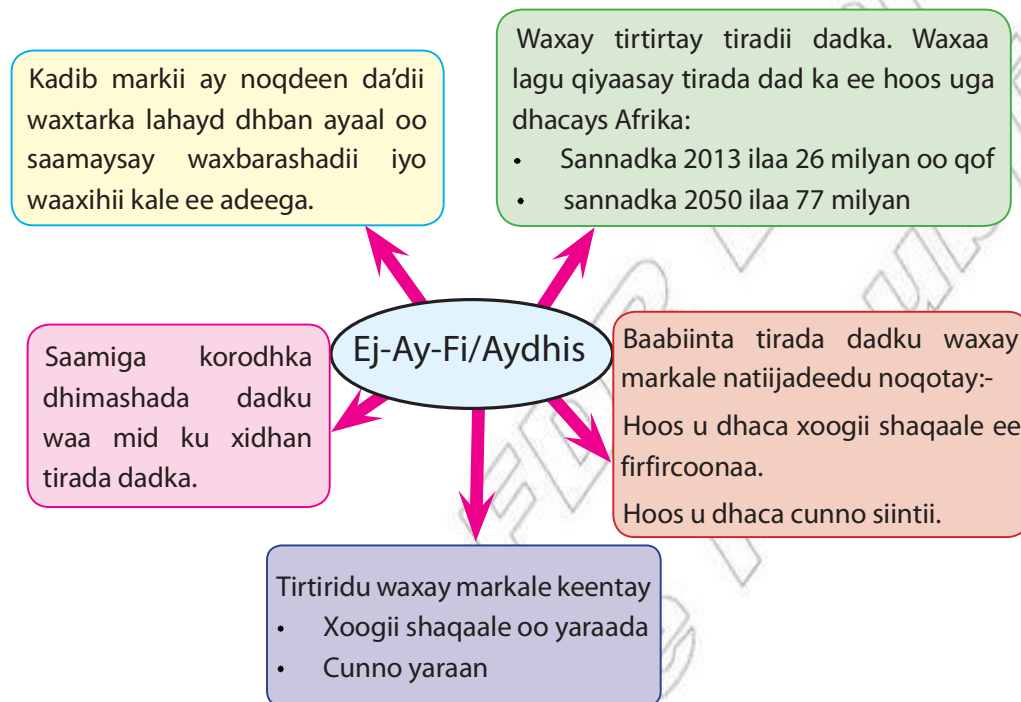 Kadib markii ay noqdeen da'dii
waxtarka lahayd dhban ayaal oo
saamaysay waxbarashadii iyo
waaxihii kale ee adeega.
Waxay tirtirtay tiradii dadka. Waxaa
lagu qiyaasay tirada dad ka ee hoos uga
dhacays Afrika:
• Sannadka 2013 ilaa 26 milyan oo qof
• sannadka 2050 ilaa 77 milyan
Ej-Ay-Fi/Aydhis
Saamiga korodhka
dhimashada dadku
waa mid ku xidhan
tirada dadka.
Baabiinta tirada dadku waxay
markale natiijadeedu noqotay:-
Hoos u dhaca xoogii shaqaale ee
firfircoonaa.
Hoos u dhaca cunno siintii.
Tirtiridu waxay markale keentay
• Xoogii shaqaale oo yaraada
• Cunno yaraan